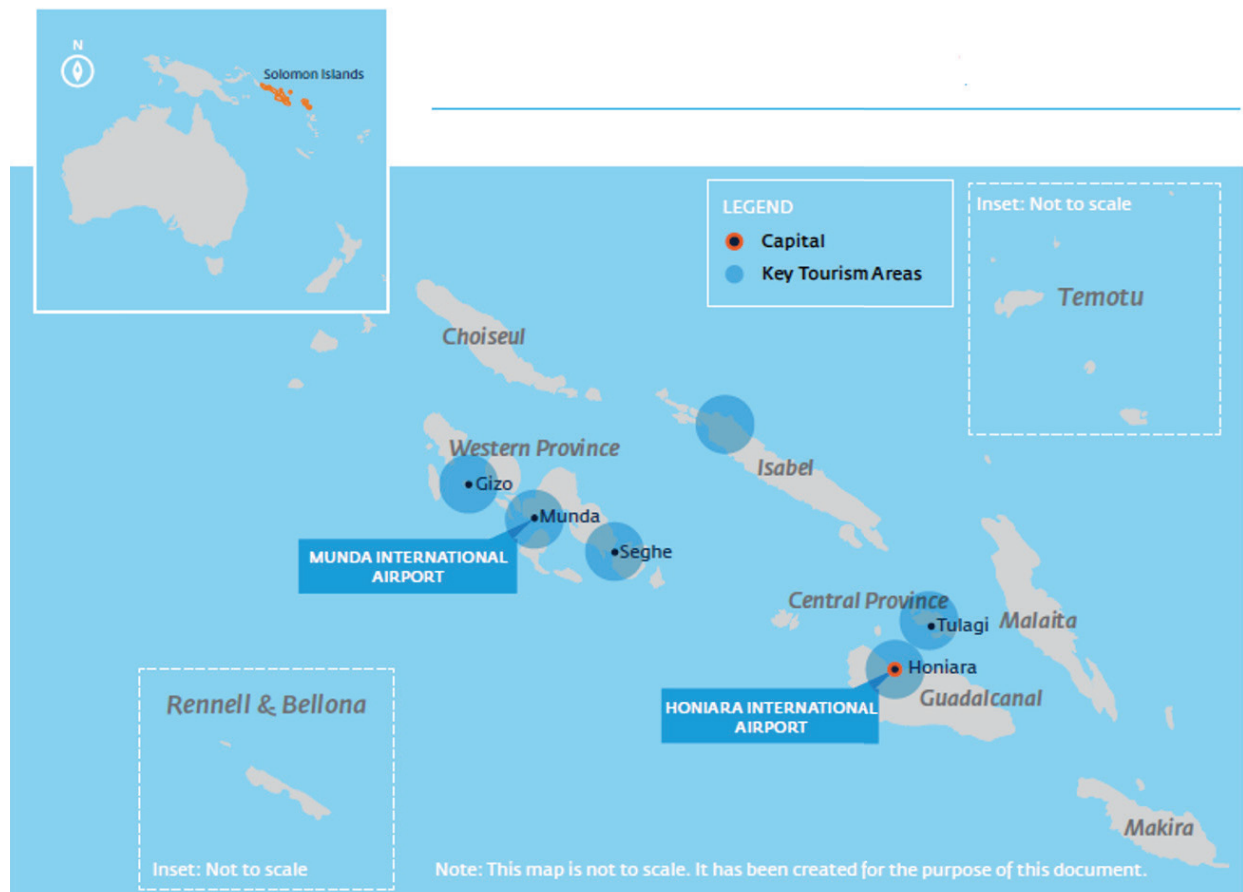 N
Solomon Islands
LEGEND
Capital
Key Tourism Areas
Inset: Not to scale
Temotu
Choiseul
Western Province
Isabel
Gizo
Munda
Seghe
MUNDA INTERNATIONAL
AIRPORT
Central Province
Tulagi
Malaita
Honiara
Guadalcanal
HONIARA INTERNATIONAL
AIRPORT
Rennell & Bellona
Makira
Inset: Not to scale
Note: This map is not to scale. It has been created for the purpose of this document.